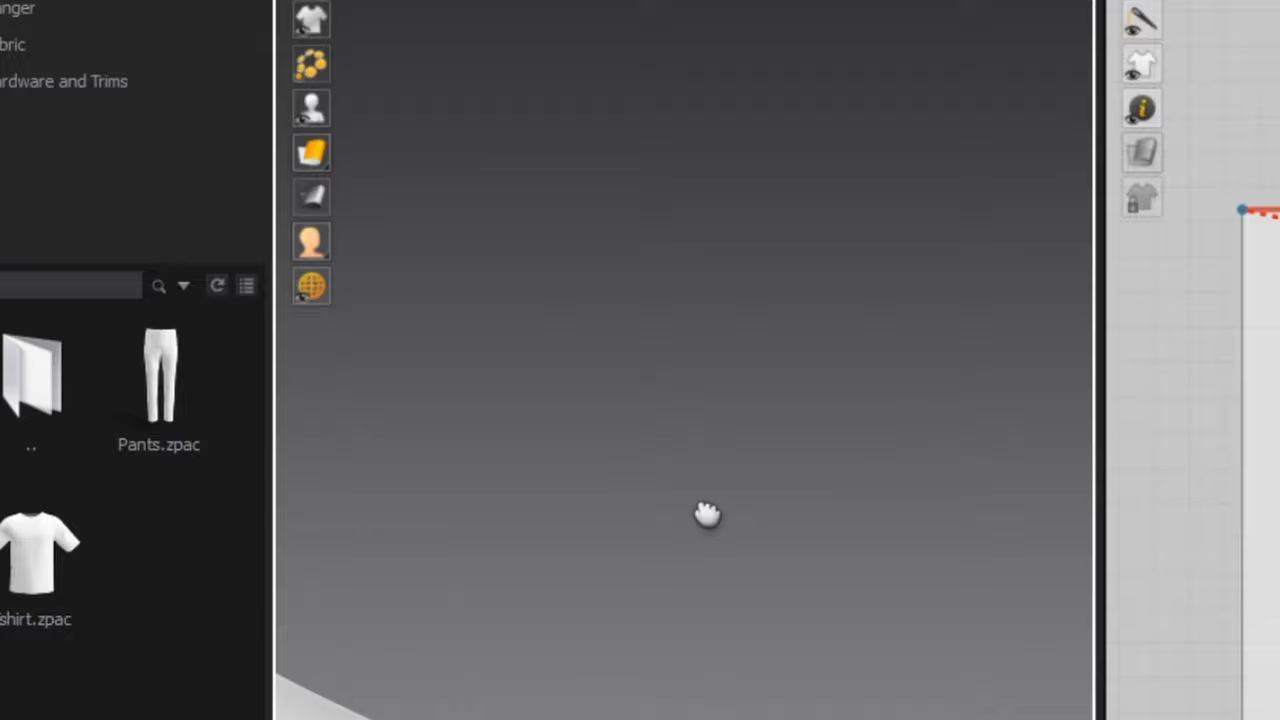 anger
bric
ardware and Trims
..
Pants.zpac
shirt.zpac